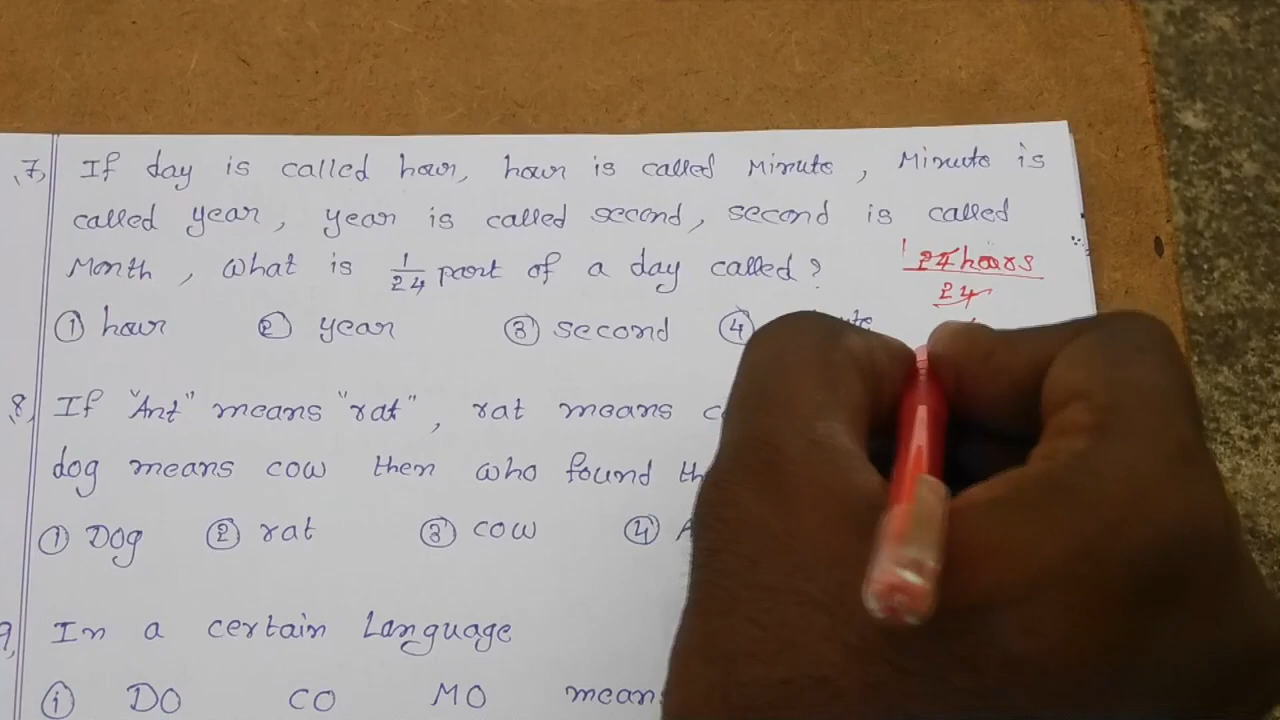 7, If day is called hour, hour is called Minute, Minute is
called year, year is called second, second is called
Month, What is 1/24 part of a day called?
1 24 hours
24
① hour ② year ③ second ④
8, If "Ant" means "rat", rat means
dog means cow then who found
① Dog ② rat ③ cow ④
9, In a certain Language
(i) DO CO MO